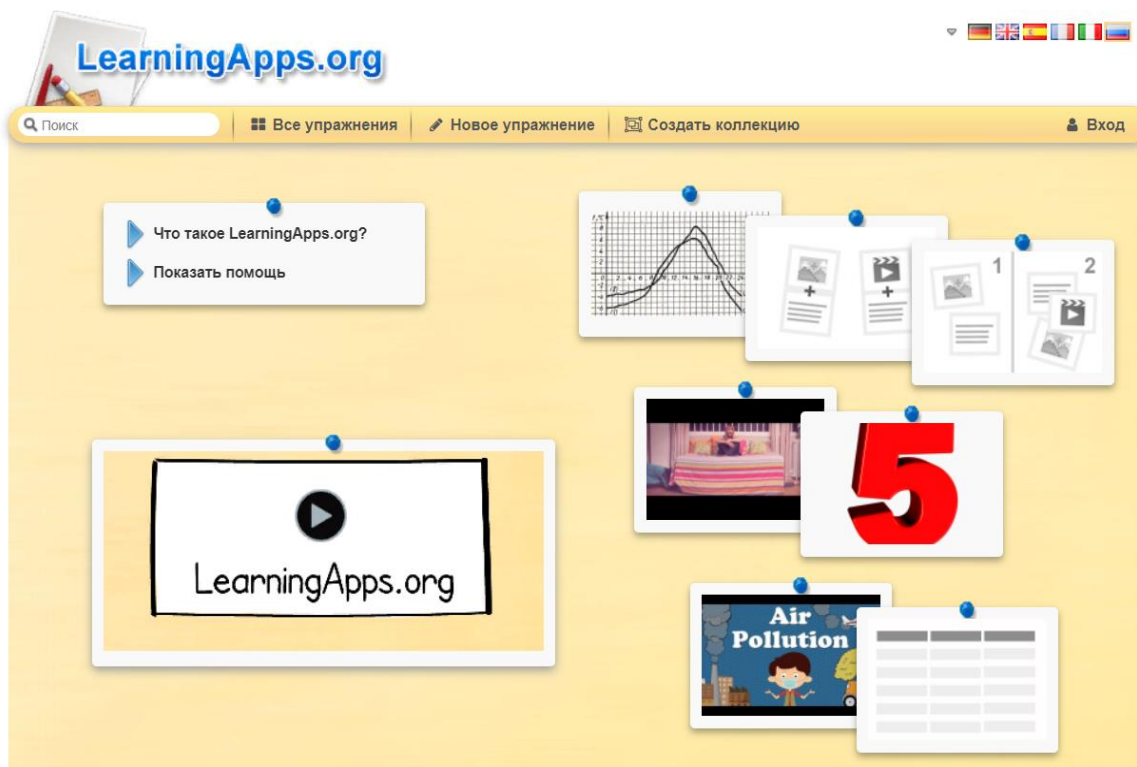 LearningApps.org
Поиск
Все упражнения
Новое упражнение
Создать коллекцию
Вход
Что такое LearningApps.org?
Показать помощь
1
2
LearningApps.org
5
Air
Pollution